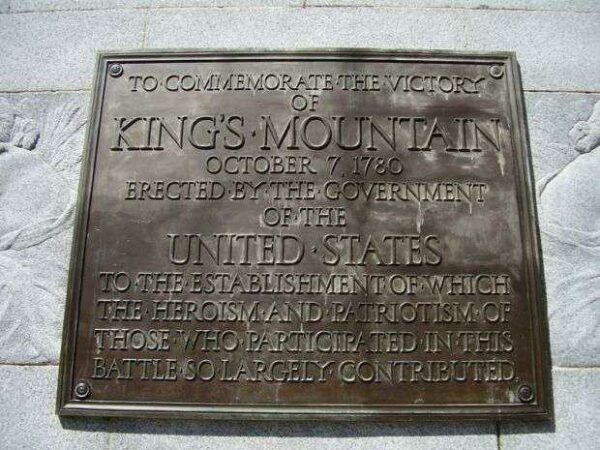 TO·COMMEMORATE·THE·VICTORY
OF
KING'S·MOUNTAIN
OCTOBER 7, 1780
ERECTED·BY·THE·GOVERNMENT
OF·THE
UNITED·STATES
TO·THE·ESTABLISHMENT·OF·WHICH
THE·HEROISM·AND·PATRIOTISM·OF
THOSE·WHO·PARTICIPATED·IN·THIS
BATTLE·SO·LARGELY·CONTRIBUTED